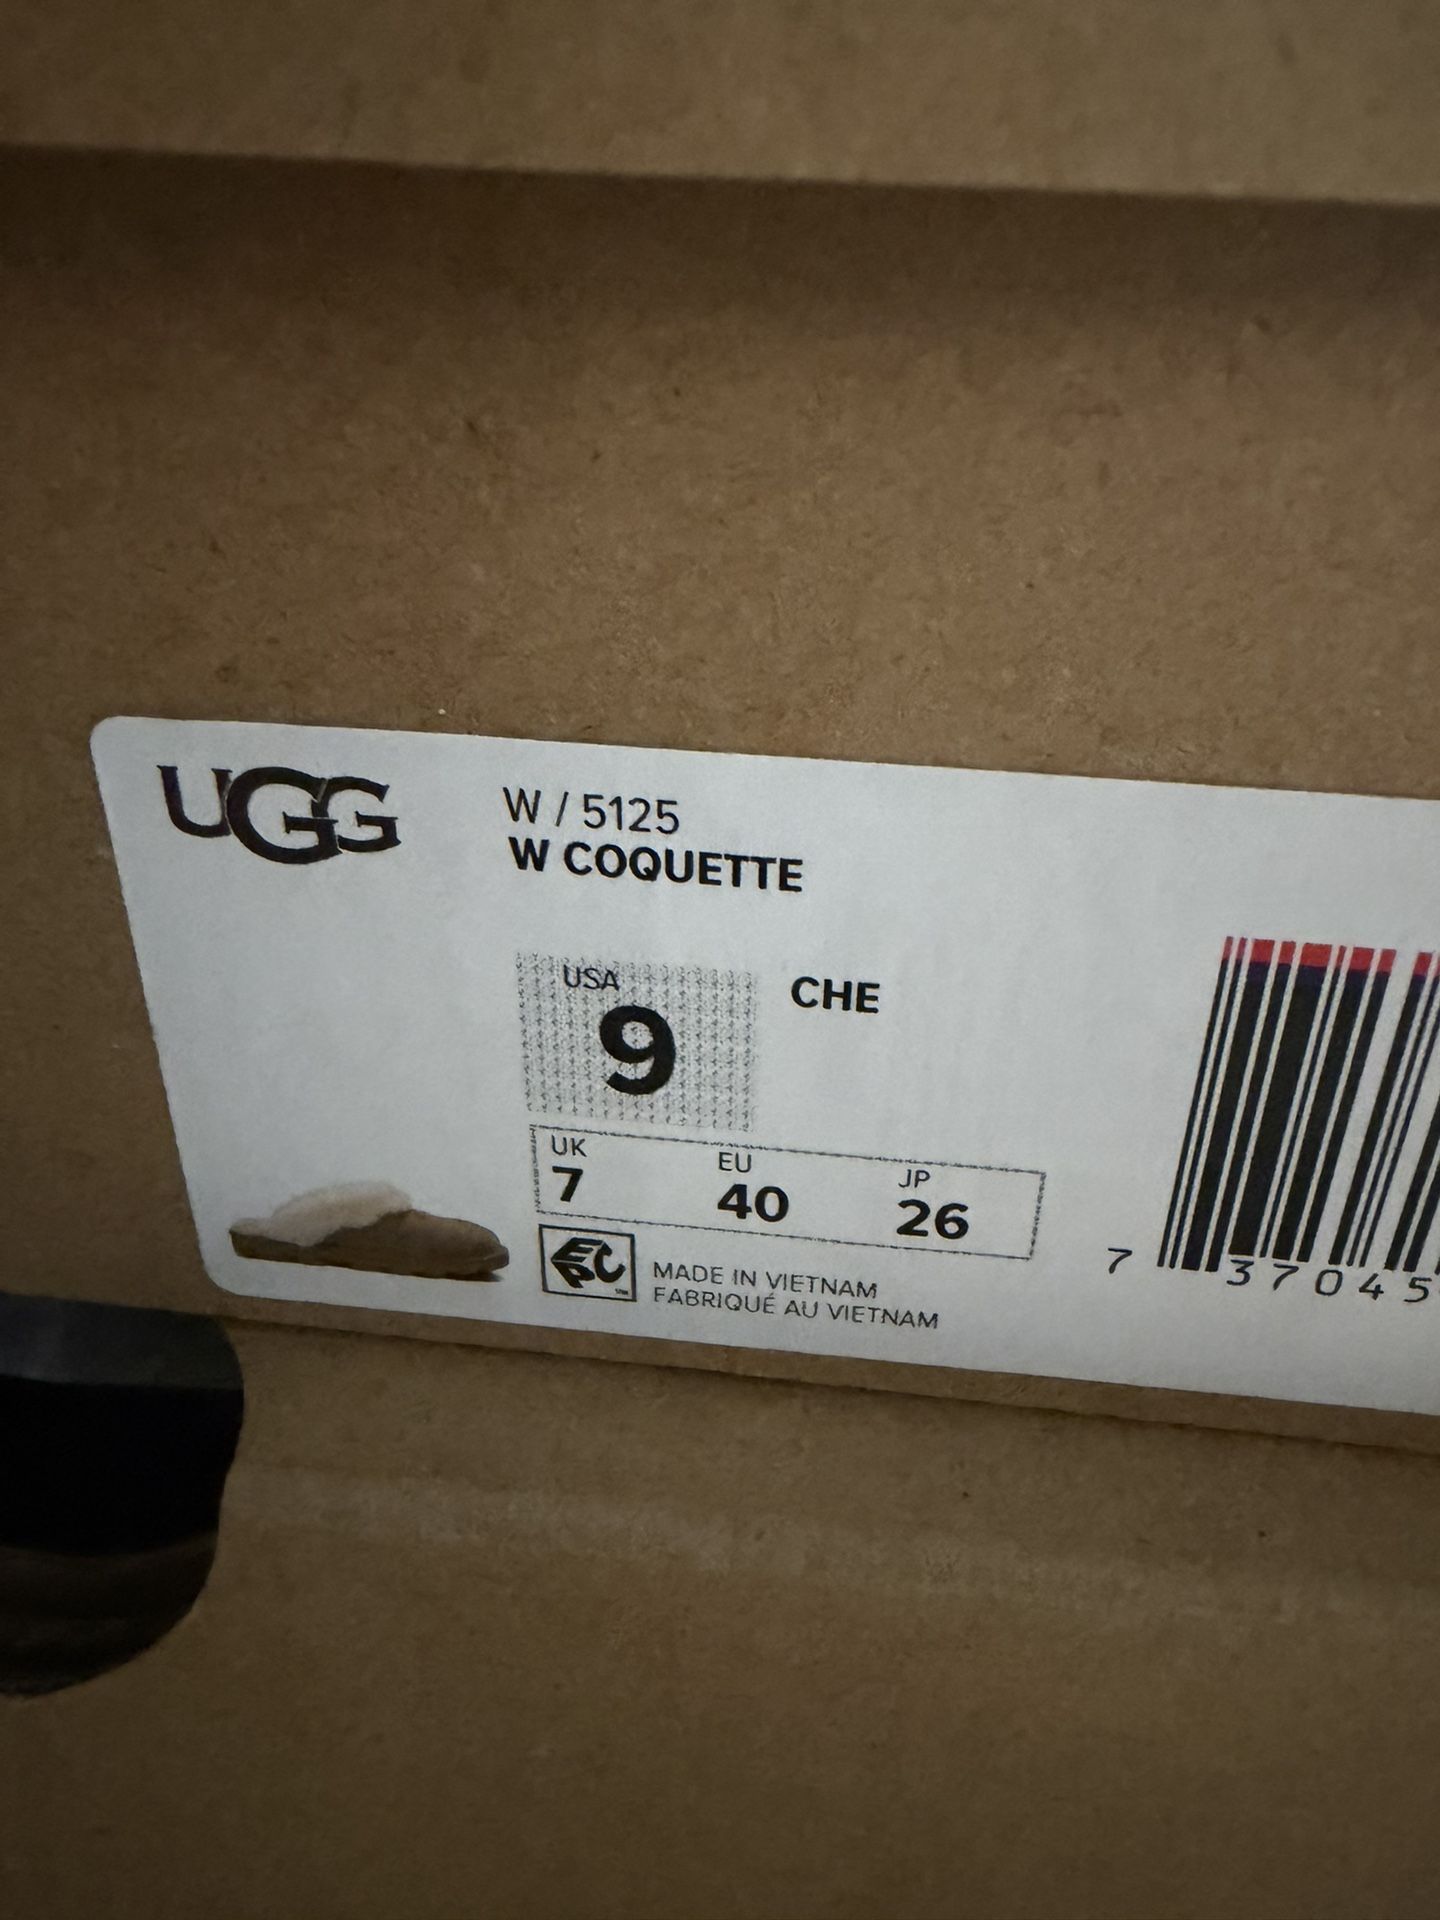 UGG
W / 5125
W COQUETTE
USA
9
CHE
UK EU JP
7 40 26
EPC
MADE IN VIETNAM
FABRIQUÉ AU VIETNAM
7 37045